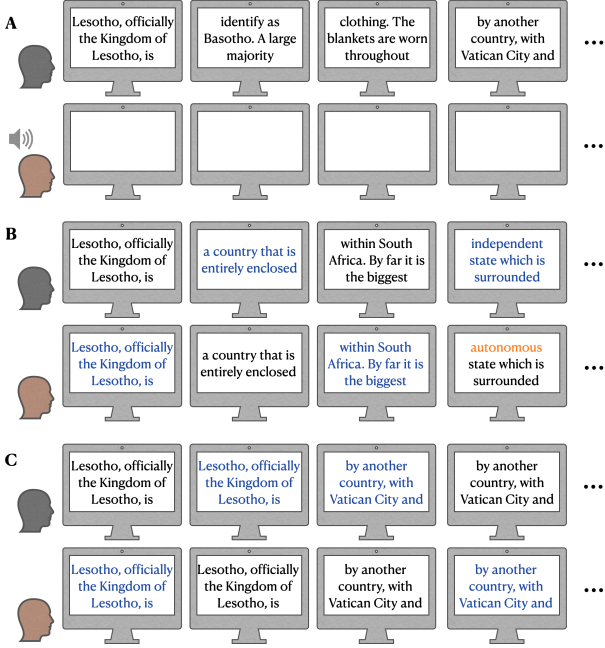 A
Lesotho, officially
the Kingdom of
Lesotho, is
identify as
Basotho. A large
majority
clothing. The
blankets are worn
throughout
by another
country, with
Vatican City and
...
...
B
Lesotho, officially
the Kingdom of
Lesotho, is
a country that is
entirely enclosed
within South
Africa. By far it is
the biggest
independent
state which is
surrounded
...
Lesotho, officially
the Kingdom of
Lesotho, is
a country that is
entirely enclosed
within South
Africa. By far it is
the biggest
autonomous
state which is
surrounded
...
C
Lesotho, officially
the Kingdom of
Lesotho, is
Lesotho, officially
the Kingdom of
Lesotho, is
by another
country, with
Vatican City and
by another
country, with
Vatican City and
...
Lesotho, officially
the Kingdom of
Lesotho, is
Lesotho, officially
the Kingdom of
Lesotho, is
by another
country, with
Vatican City and
by another
country, with
Vatican City and
...